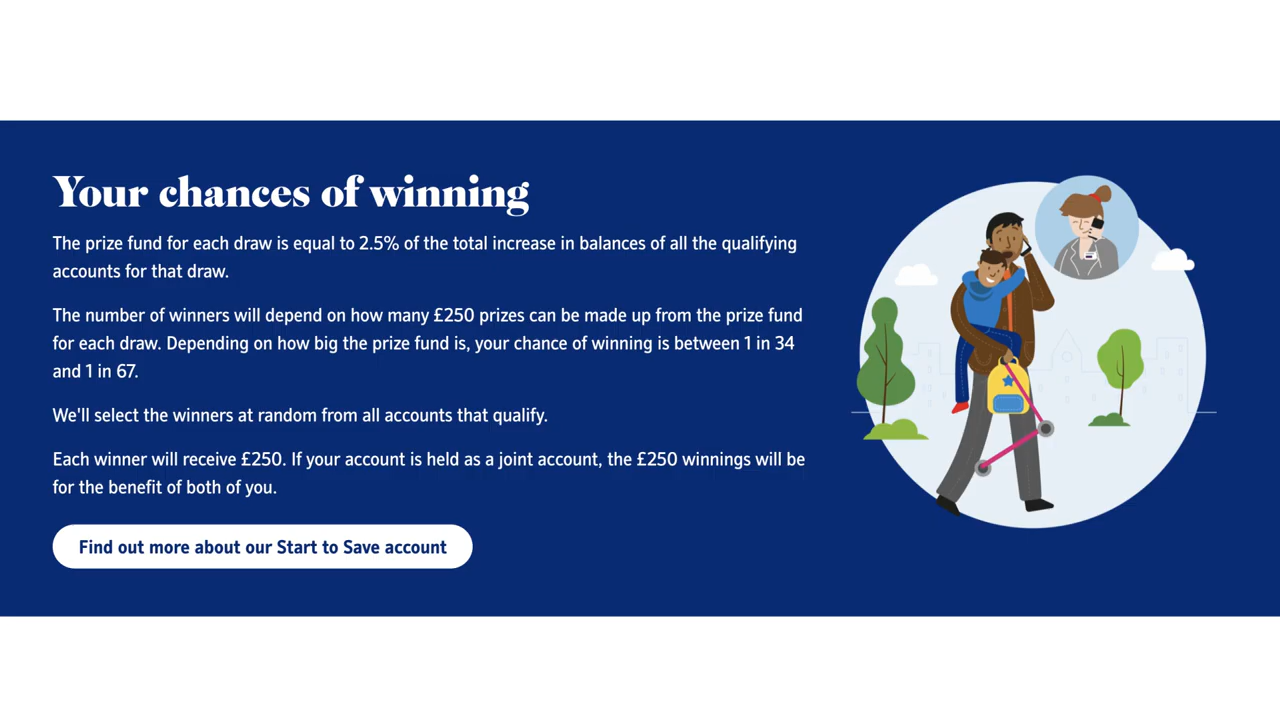 Your chances of winning
The prize fund for each draw is equal to 2.5% of the total increase in balances of all the qualifying
accounts for that draw.
The number of winners will depend on how many £250 prizes can be made up from the prize fund
for each draw. Depending on how big the prize fund is, your chance of winning is between 1 in 34
and 1 in 67.
We'll select the winners at random from all accounts that qualify.
Each winner will receive £250. If your account is held as a joint account, the £250 winnings will be
for the benefit of both of you.
Find out more about our Start to Save account